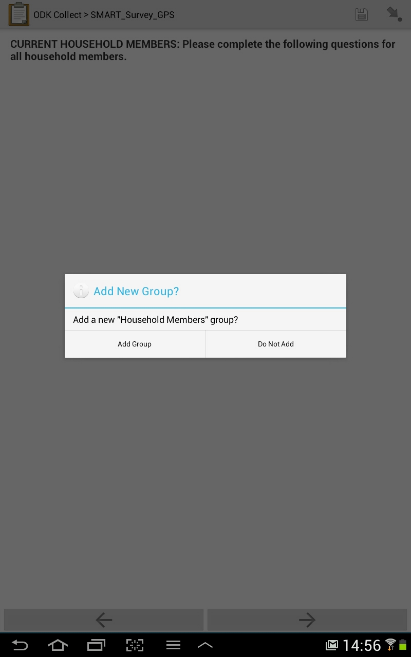 ODK Collect > SMART_Survey_GPS
CURRENT HOUSEHOLD MEMBERS: Please complete the following questions for
all household members.
Add New Group?
Add a new "Household Members" group?
Add Group
Do Not Add
14:56